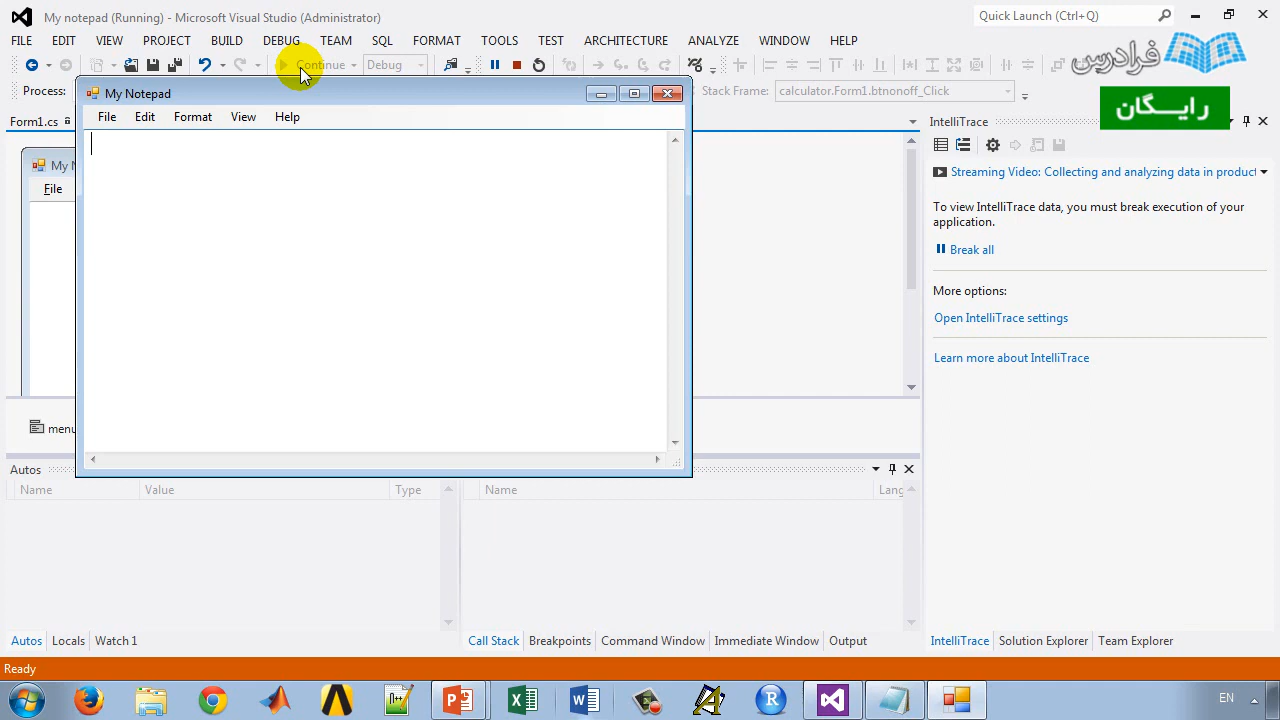 My notepad (Running) - Microsoft Visual Studio (Administrator)
Quick Launch (Ctrl+Q)
FILE EDIT VIEW PROJECT BUILD DEBUG TEAM SQL FORMAT TOOLS TEST ARCHITECTURE ANALYZE WINDOW HELP
Continue Debug
فرادرس
Process:
Stack Frame: calculator.Form1.btnonoff_Click
رایـــگان
My Notepad
Form1.cs
IntelliTrace
File Edit Format View Help
My N
File
Streaming Video: Collecting and analyzing data in product
To view IntelliTrace data, you must break execution of your
application.
Break all
More options:
Open IntelliTrace settings
Learn more about IntelliTrace
menu
Autos
Name Value Type
Name Lang
Autos Locals Watch 1
Call Stack Breakpoints Command Window Immediate Window Output
IntelliTrace Solution Explorer Team Explorer
Ready
EN